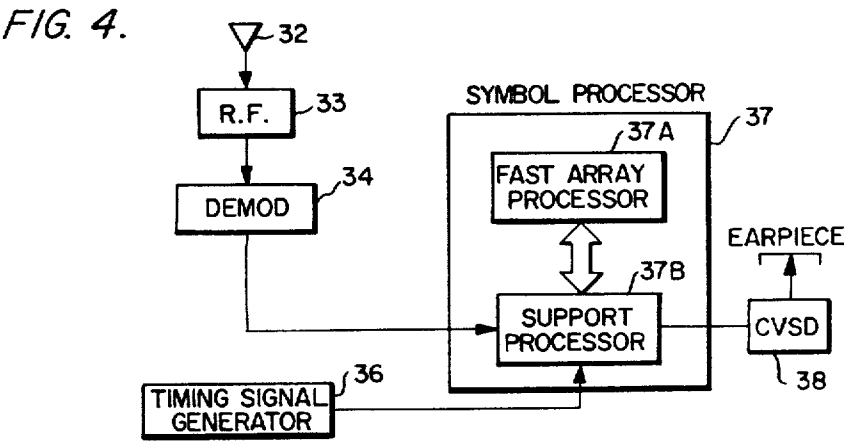 FIG. 4.
32
R.F.
33
DEMOD
34
SYMBOL PROCESSOR
37
37A
FAST ARRAY
PROCESSOR
37B
SUPPORT
PROCESSOR
EARPIECE
CVSD
38
36
TIMING SIGNAL
GENERATOR